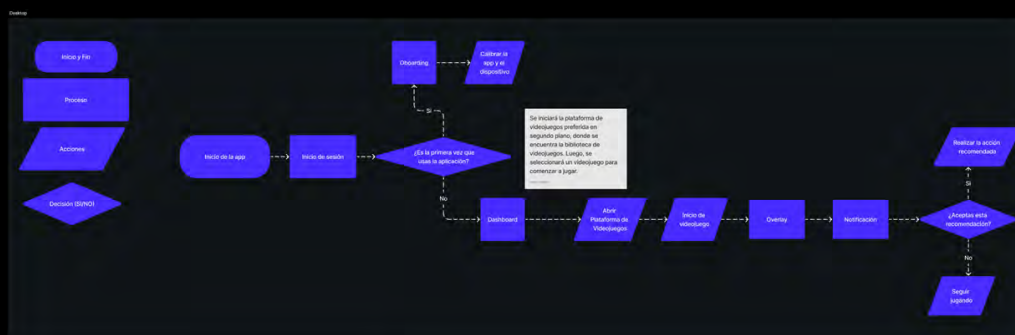 Desktop
Inicio y Fin
Proceso
Acciones
Decisión (SI/NO)
Inicio de la app
Inicio de sesión
¿Es la primera vez que
usas la aplicación?
Si
Oboarding
Calibrar la
app y el
dispositivo
No
Dashboard
Se iniciará la plataforma de
videojuegos preferida en
segundo plano, donde se
encuentra la biblioteca de
videojuegos. Luego, se
seleccionará un videojuego para
comenzar a jugar.
Abrir
Plataforma de
Videojuegos
Inicio de
videojuego
Overlay
Notificación
¿Aceptas esta
recomendación?
Si
Realizar la acción
recomendada
No
Seguir
jugando